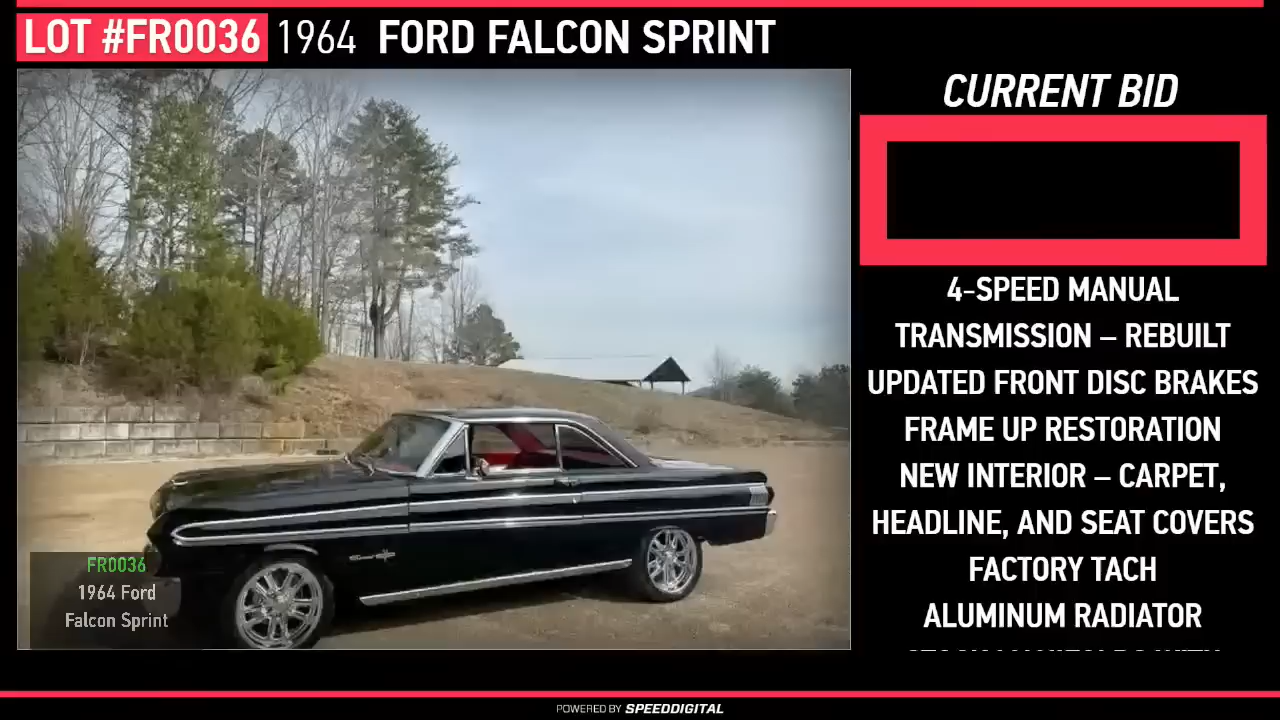 LOT #FR0036 1964 FORD FALCON SPRINT
CURRENT BID
4-SPEED MANUAL
TRANSMISSION – REBUILT
UPDATED FRONT DISC BRAKES
FRAME UP RESTORATION
NEW INTERIOR – CARPET,
HEADLINE, AND SEAT COVERS
FACTORY TACH
ALUMINUM RADIATOR
FR0036
1964 Ford
Falcon Sprint
POWERED BY SPEEDDIGITAL